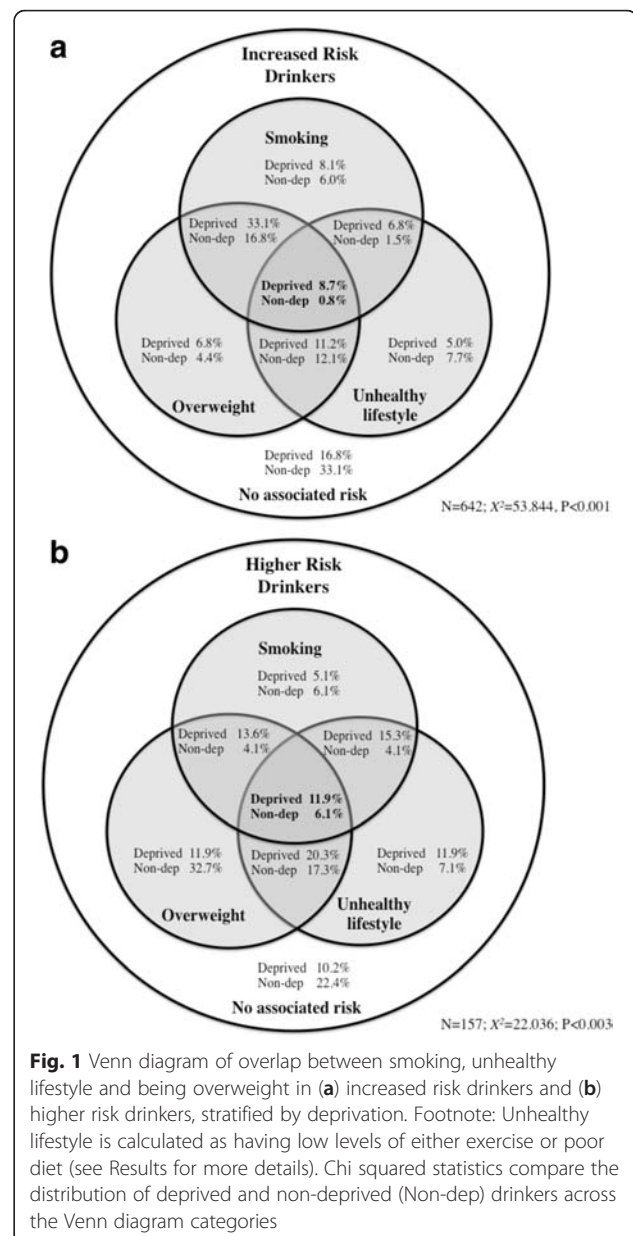 a
Increased Risk
Drinkers
Smoking
Deprived 8.1%
Non-dep 6.0%
Deprived 33.1%
Non-dep 16.8%
Deprived 6.8%
Non-dep 1.5%
Deprived 8.7%
Non-dep 0.8%
Deprived 6.8%
Non-dep 4.4%
Deprived 11.2%
Non-dep 12.1%
Deprived 5.0%
Non-dep 7.7%
Overweight
Unhealthy
lifestyle
Deprived 16.8%
Non-dep 33.1%
No associated risk
N=642; X²=53.844, P<0.001
b
Higher Risk
Drinkers
Smoking
Deprived 5.1%
Non-dep 6.1%
Deprived 13.6%
Non-dep 4.1%
Deprived 15.3%
Non-dep 4.1%
Deprived 11.9%
Non-dep 6.1%
Deprived 11.9%
Non-dep 32.7%
Deprived 20.3%
Non-dep 17.3%
Deprived 11.9%
Non-dep 7.1%
Overweight
Unhealthy
lifestyle
Deprived 10.2%
Non-dep 22.4%
No associated risk
N=157; X²=22.036; P<0.003
Fig. 1 Venn diagram of overlap between smoking, unhealthy
lifestyle and being overweight in (a) increased risk drinkers and (b)
higher risk drinkers, stratified by deprivation. Footnote: Unhealthy
lifestyle is calculated as having low levels of either exercise or poor
diet (see Results for more details). Chi squared statistics compare the
distribution of deprived and non-deprived (Non-dep) drinkers across
the Venn diagram categories